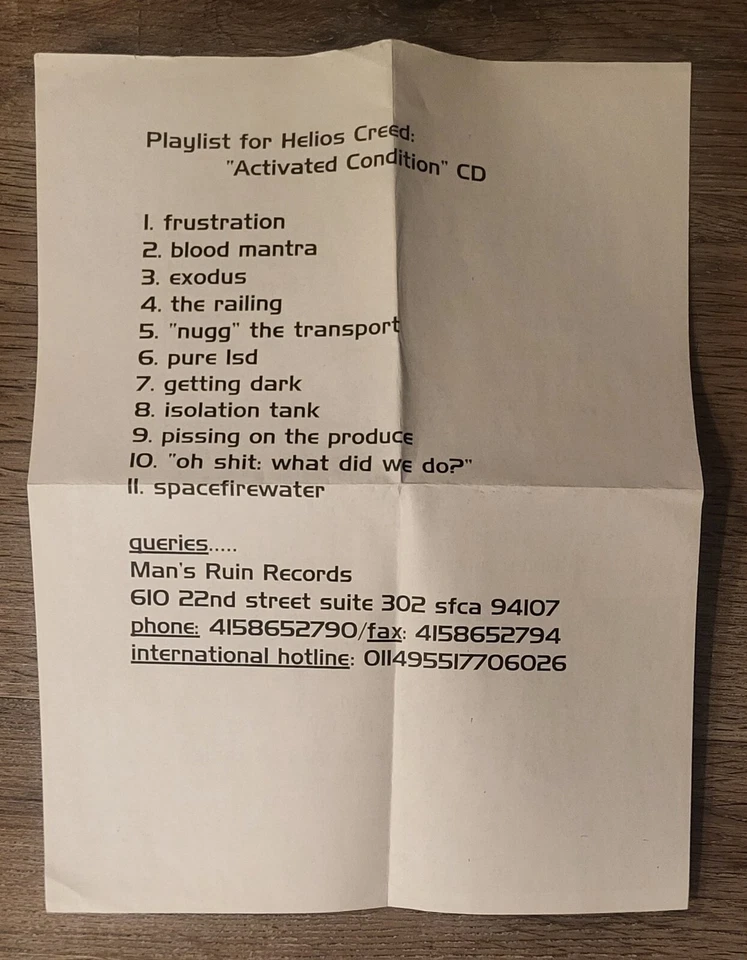 Playlist for Helios Creed:
"Activated Condition" CD
1. frustration
2. blood mantra
3. exodus
4. the railing
5. "nugg" the transport
6. pure lsd
7. getting dark
8. isolation tank
9. pissing on the produce
10. "oh shit: what did we do?"
11. spacefirewater
queries.....
Man's Ruin Records
610 22nd street suite 302 sfca 94107
phone: 4158652790/fax: 4158652794
international hotline: 011495517706026